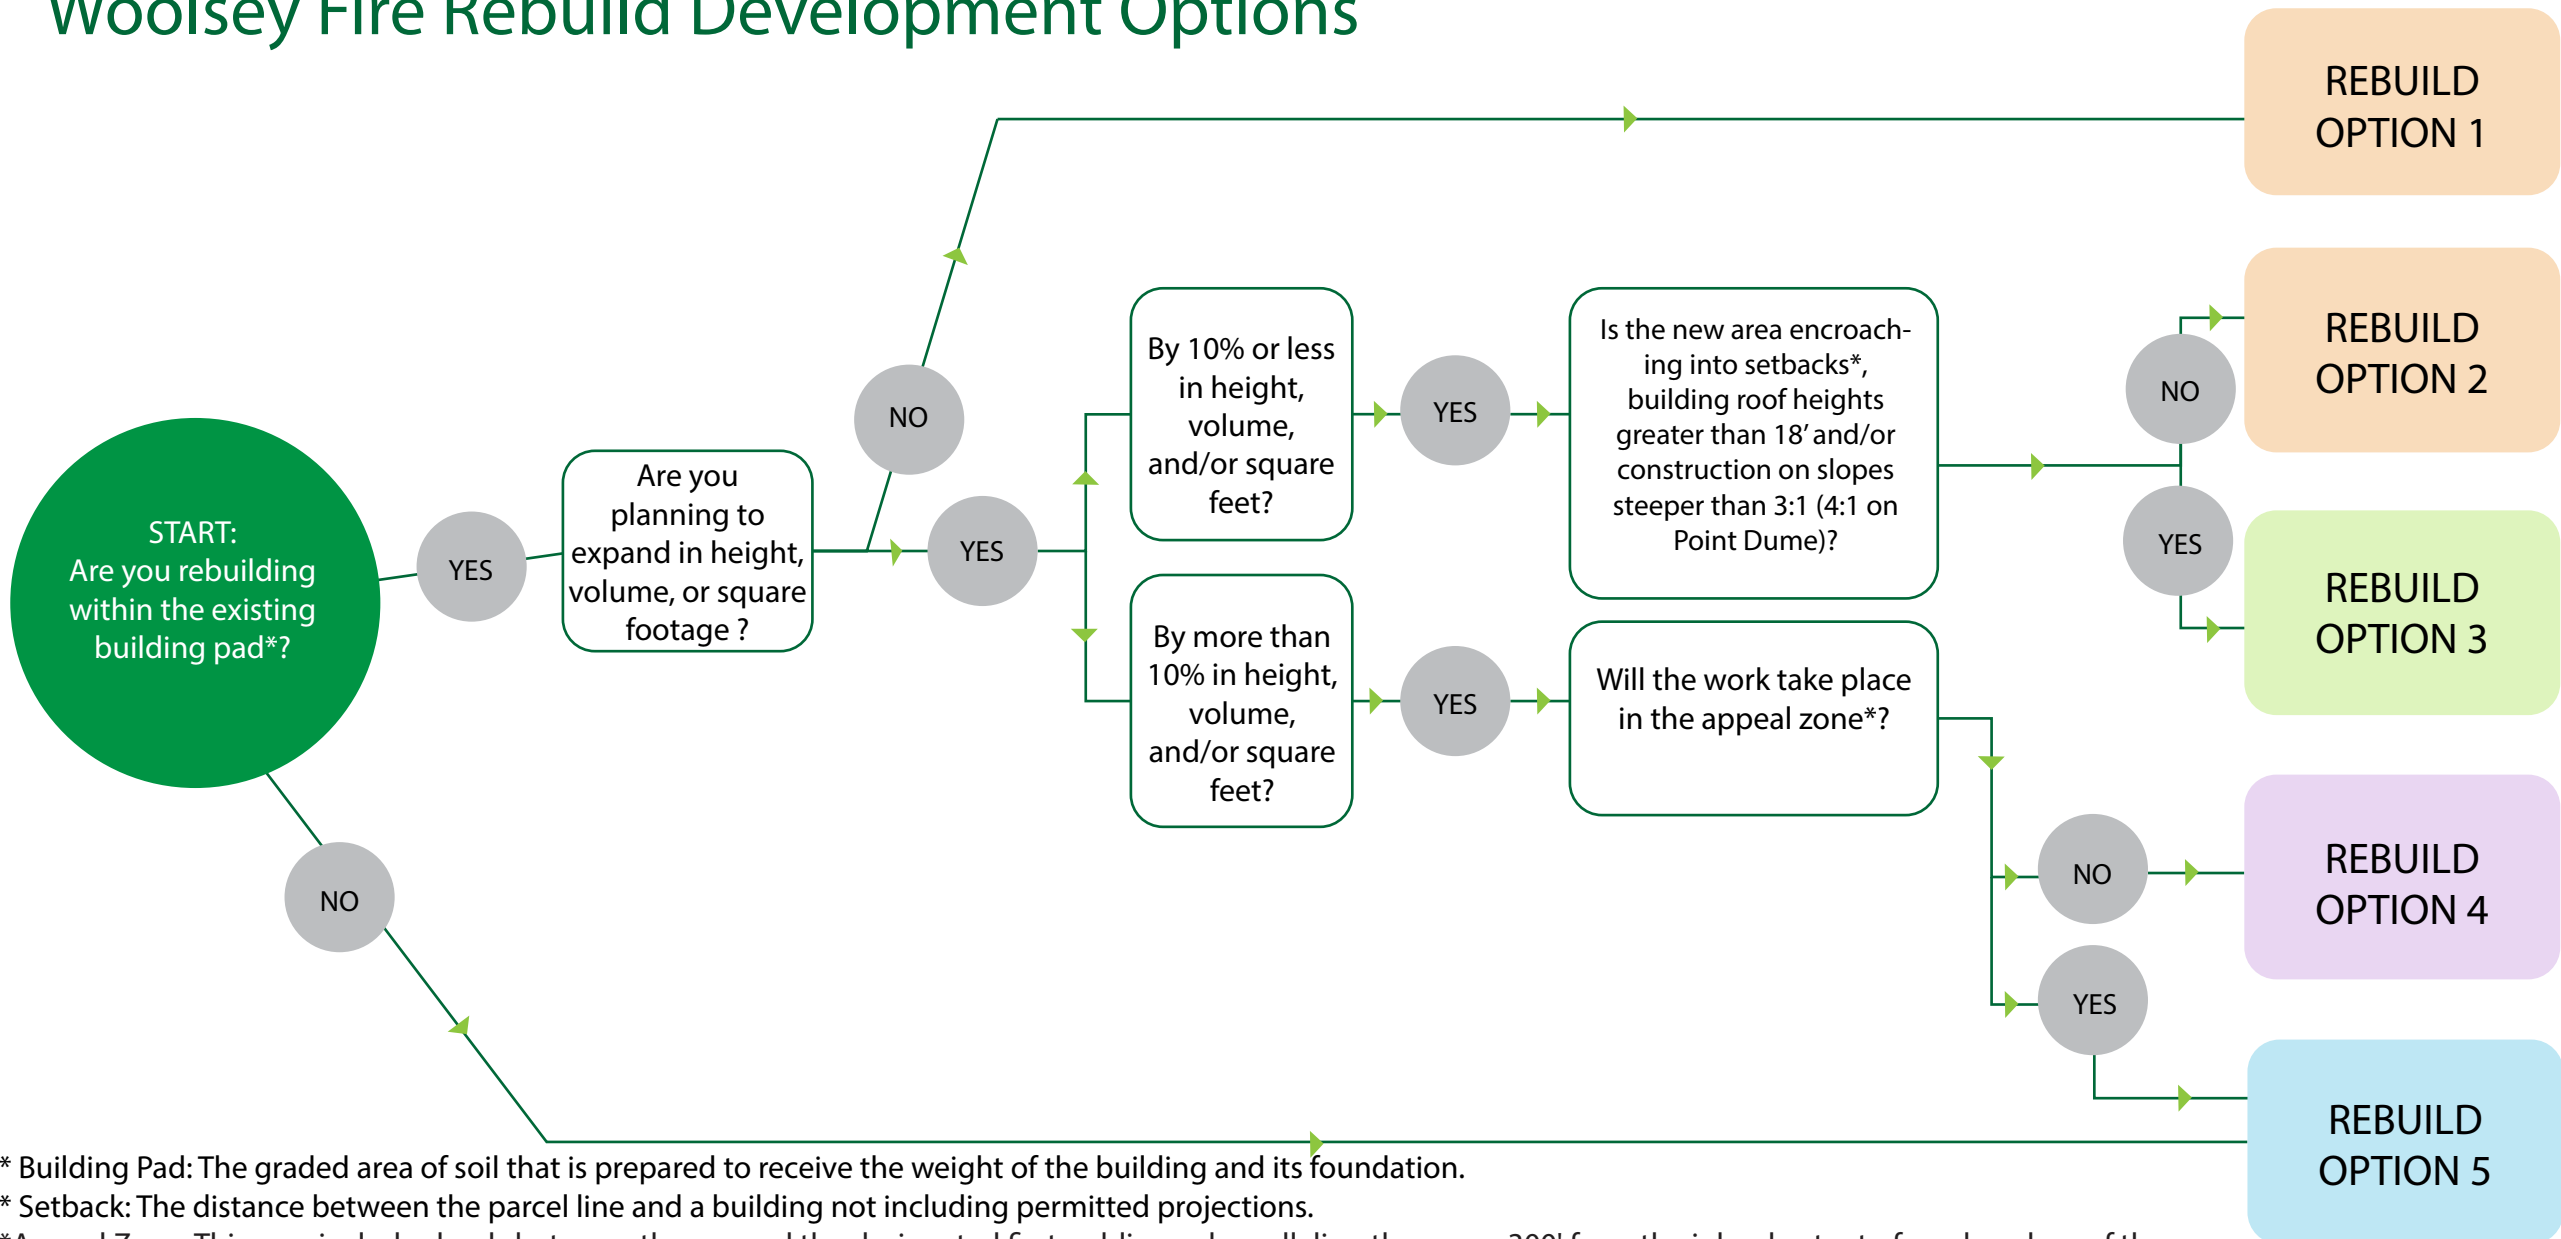 Woolsey Fire Rebuild Development Options
START:
Are you rebuilding
within the existing
building pad*?
YES
NO
Are you
planning to
expand in height,
volume, or square
footage ?
NO
YES
By 10% or less
in height,
volume,
and/or square
feet?
YES
Is the new area encroach-
ing into setbacks*,
building roof heights
greater than 18' and/or
construction on slopes
steeper than 3:1 (4:1 on
Point Dume)?
NO
YES
By more than
10% in height,
volume,
and/or square
feet?
YES
Will the work take place
in the appeal zone*?
NO
YES
REBUILD
OPTION 1
REBUILD
OPTION 2
REBUILD
OPTION 3
REBUILD
OPTION 4
REBUILD
OPTION 5
* Building Pad: The graded area of soil that is prepared to receive the weight of the building and its foundation.
* Setback: The distance between the parcel line and a building not including permitted projections.